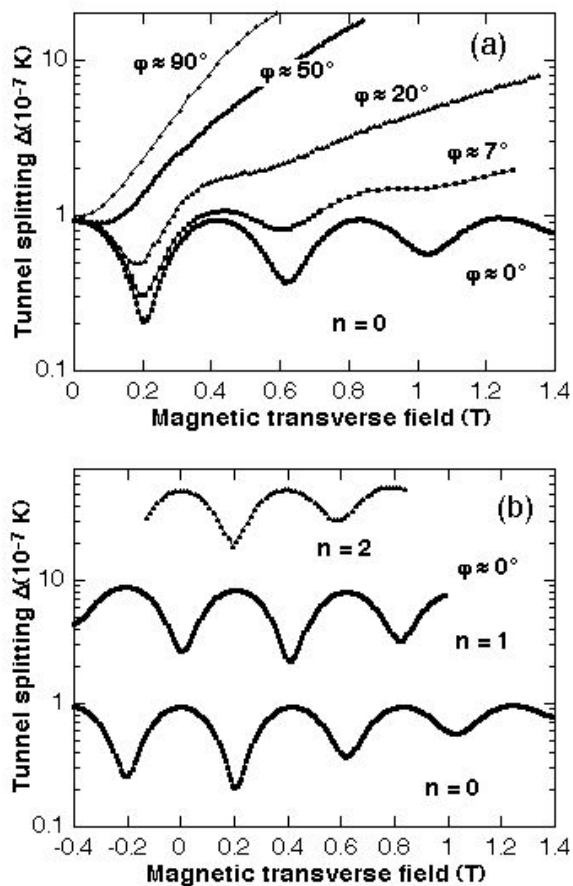 (a)
φ ≈ 90°
φ ≈ 50°
φ ≈ 20°
φ ≈ 7°
φ ≈ 0°
n = 0
Tunnel splitting Δ(10⁻⁷ K)
10
1
0.1
0 0.2 0.4 0.6 0.8 1 1.2 1.4
Magnetic transverse field (T)
(b)
n = 2
φ ≈ 0°
n = 1
n = 0
Tunnel splitting Δ(10⁻⁷ K)
10
1
0.1
-0.4 -0.2 0 0.2 0.4 0.6 0.8 1 1.2 1.4
Magnetic transverse field (T)